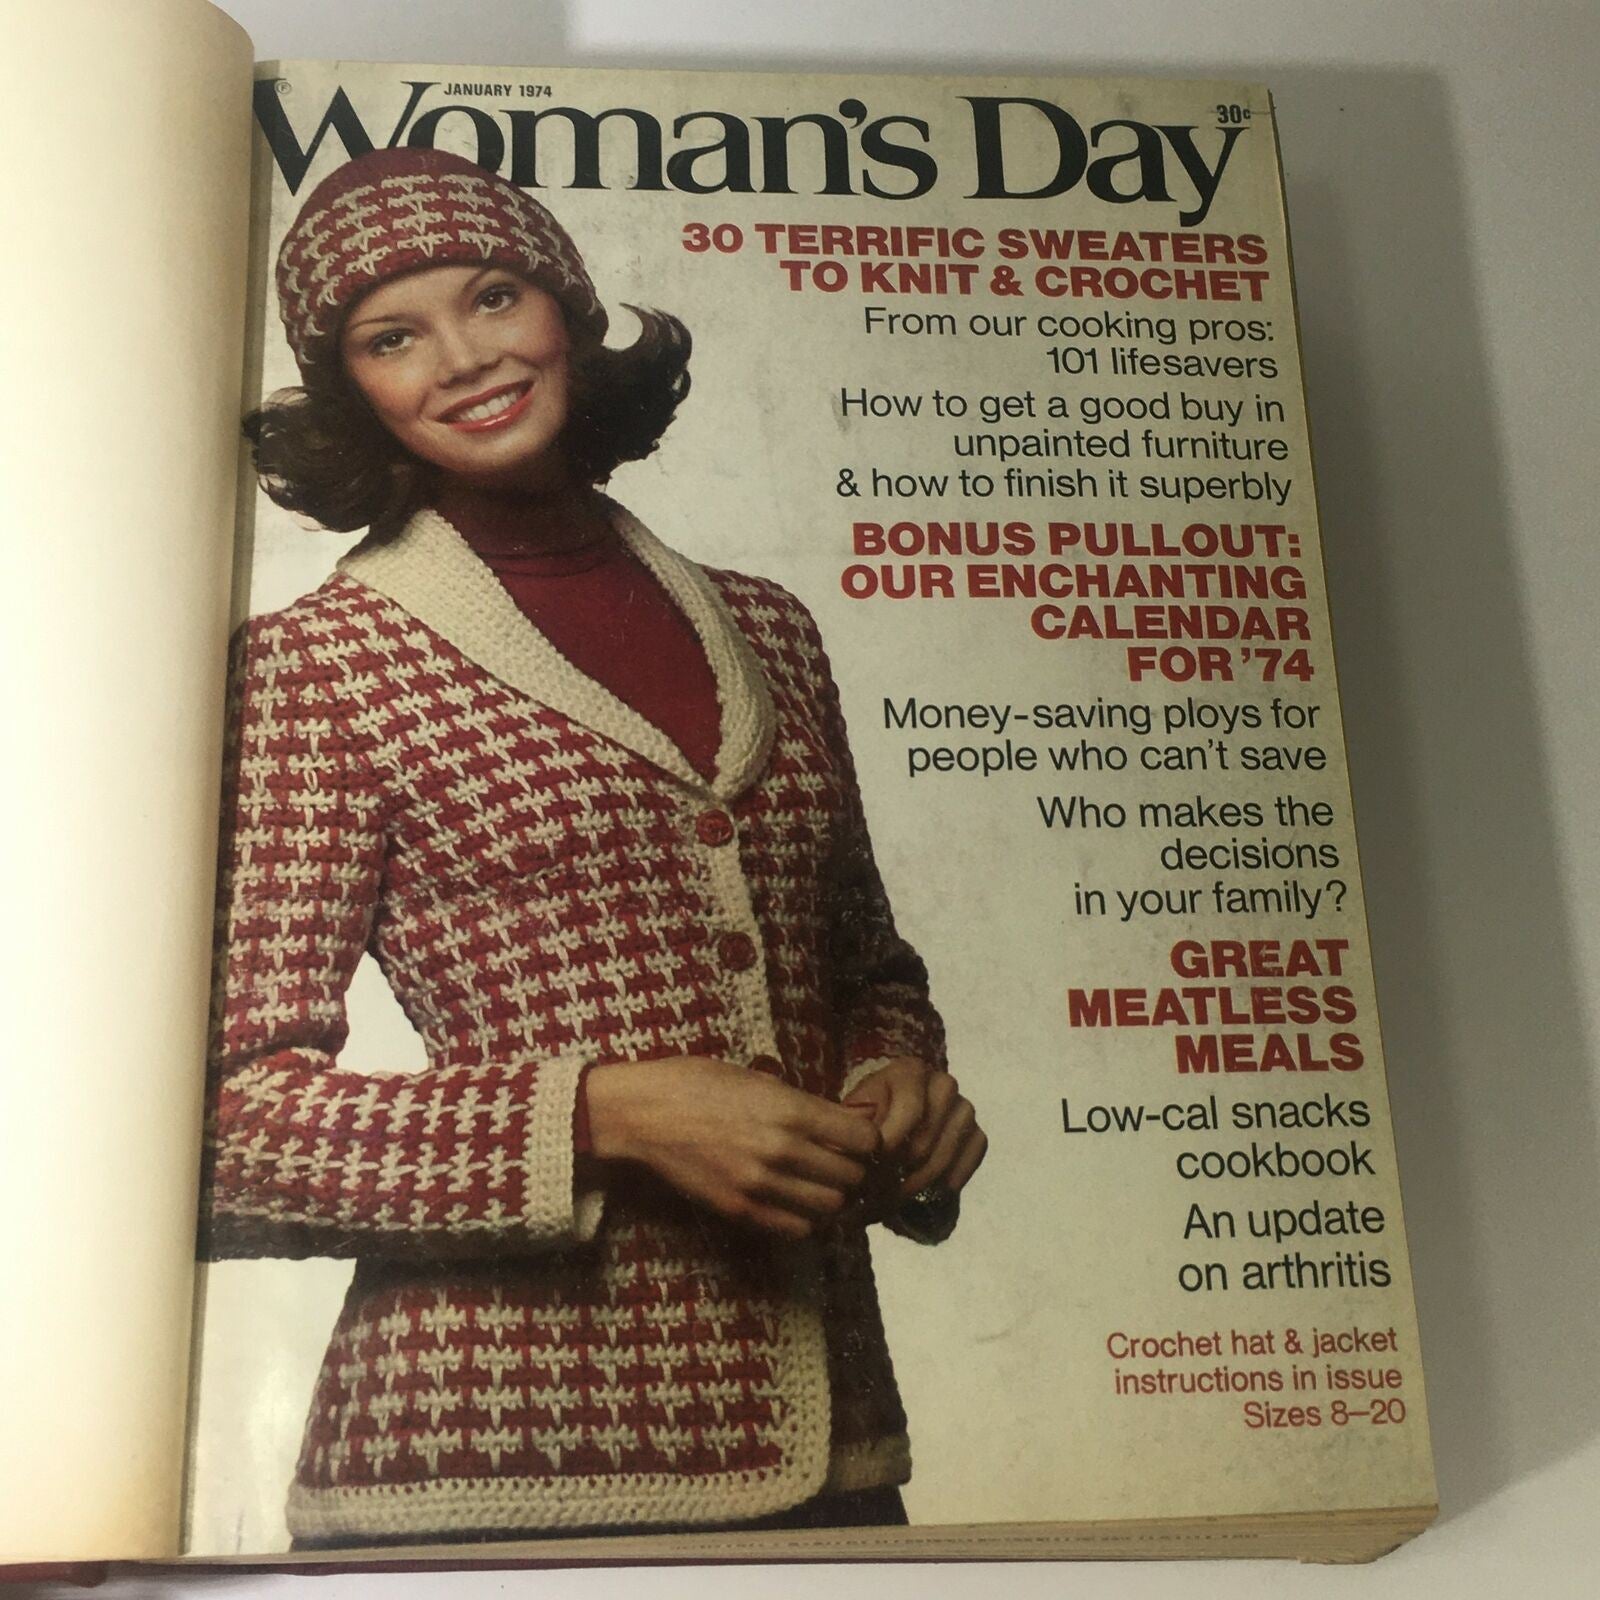 JANUARY 1974
Woman's Day
30¢
30 TERRIFIC SWEATERS
TO KNIT & CROCHET
From our cooking pros:
101 lifesavers
How to get a good buy in
unpainted furniture
& how to finish it superbly
BONUS PULLOUT:
OUR ENCHANTING
CALENDAR
FOR '74
Money-saving ploys for
people who can't save
Who makes the
decisions
in your family?
GREAT
MEATLESS
MEALS
Low-cal snacks
cookbook
An update
on arthritis
Crochet hat & jacket
instructions in issue
Sizes 8–20